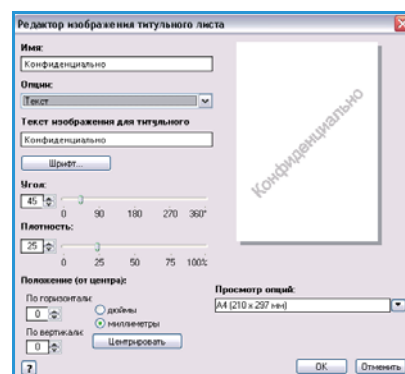 Редактор изображения титульного листа
Имя:
Конфиденциально
Опции:
Текст
Текст изображения для титульного
Конфиденциально
Шрифт...
Угол:
45
0 90 180 270 360°
Плотность:
25
0 25 50 75 100%
Положение (от центра):
По горизонтали:
0
дюймы
миллиметры
По вертикали:
0
Центрировать
Конфиденциально
Просмотр опций:
A4 (210 x 297 мм)
?
OK
Отменить